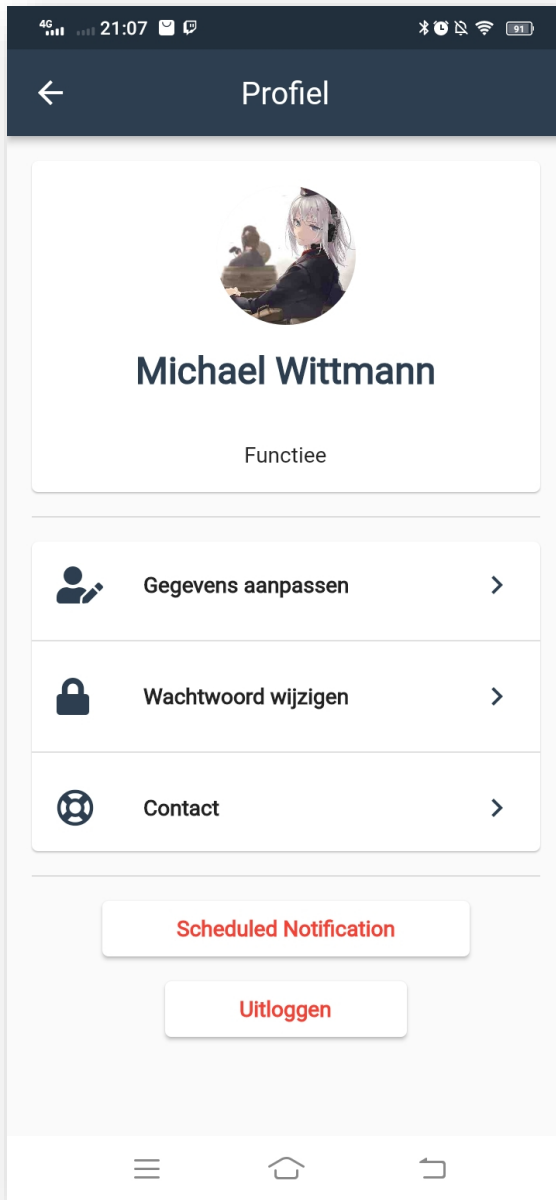 4G 21:07 91
Profiel
Michael Wittmann
Functiee
Gegevens aanpassen
Wachtwoord wijzigen
Contact
Scheduled Notification
Uitloggen